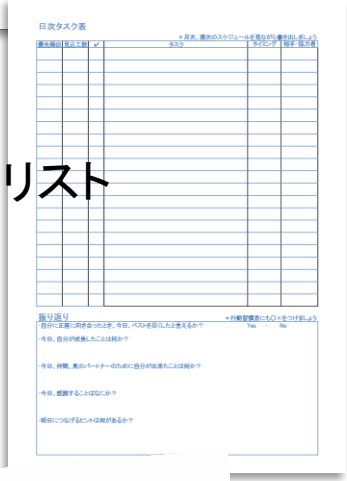 日次タスク表
＊月次、週次のスケジュールを見ながら書き出しましょう
優先順位 見込工数 ✔ タスク タイミング 相手・協力者
リスト
振り返り ＊行動習慣表にも〇×をつけましょう
・自分に正直に向き合ったとき、今日、ベストを尽くしたと言えるか？ Yes ・ No
・今日、自分が成長したことは何か？
・今日、仲間、真のパートナーのために自分が出来たことは何か？
・今日、感謝することはなにか？
・明日につなげるヒントは何があるか？